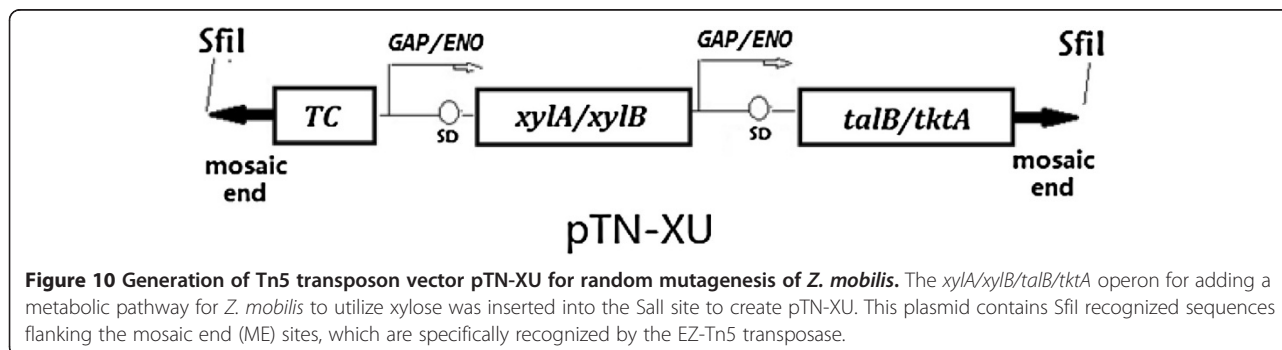 SfiI
GAP/ENO
GAP/ENO
SfiI
TC
SD
xylA/xylB
SD
talB/tktA
mosaic
end
mosaic
end
pTN-XU
Figure 10 Generation of Tn5 transposon vector pTN-XU for random mutagenesis of Z. mobilis. The xylA/xylB/talB/tktA operon for adding a
metabolic pathway for Z. mobilis to utilize xylose was inserted into the SalI site to create pTN-XU. This plasmid contains SfiI recognized sequences
flanking the mosaic end (ME) sites, which are specifically recognized by the EZ-Tn5 transposase.